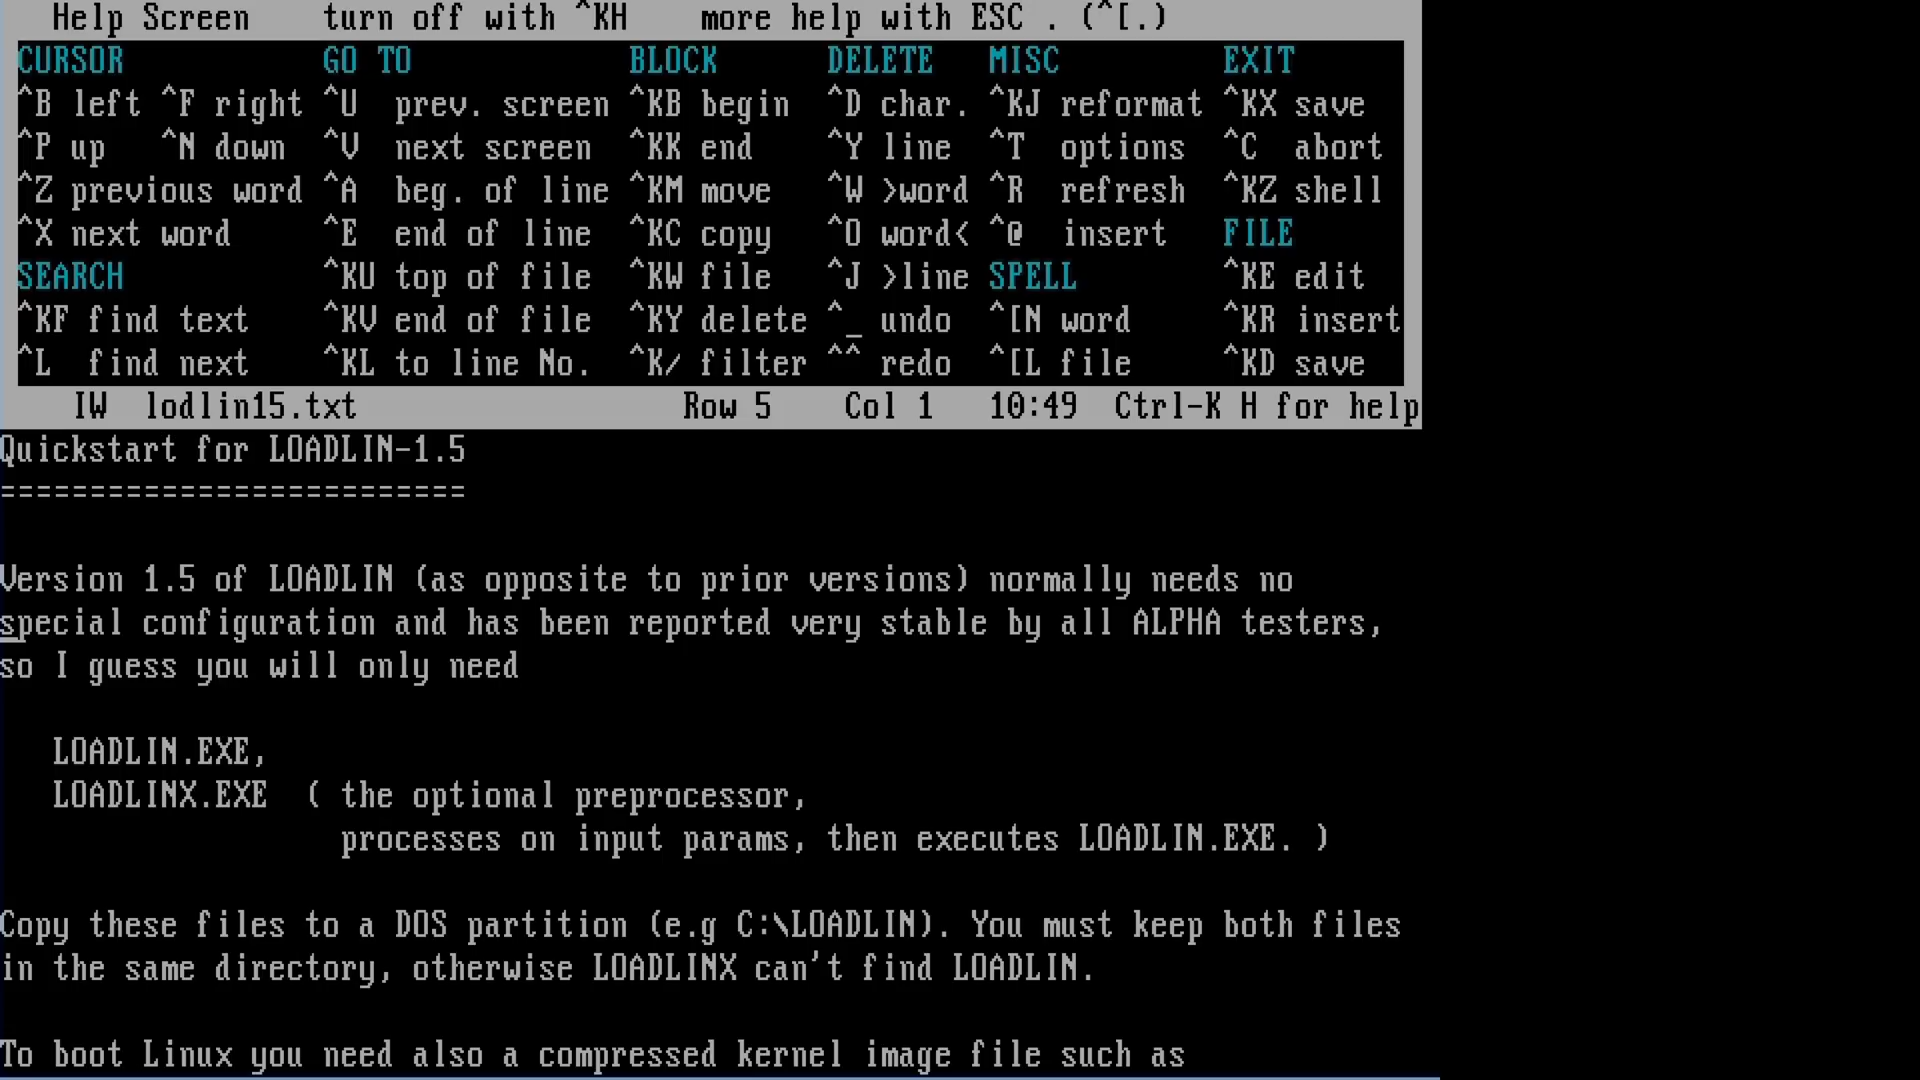 Help Screen    turn off with ^KH    more help with ESC . (^[.)
CURSOR           GO TO            BLOCK      DELETE   MISC         EXIT
^B left ^F right ^U  prev. screen ^KB begin  ^D char. ^KJ reformat ^KX save
^P up   ^N down  ^V  next screen  ^KK end    ^Y line  ^T  options  ^C  abort
^Z previous word ^A  beg. of line ^KM move   ^W >word ^R  refresh  ^KZ shell
^X next word     ^E  end of line  ^KC copy   ^O word< ^@  insert   FILE
SEARCH           ^KU top of file  ^KW file   ^J >line SPELL        ^KE edit
^KF find text    ^KV end of file  ^KY delete ^_ undo  ^[N word     ^KR insert
^L  find next    ^KL to line No.  ^K/ filter ^^ redo  ^[L file     ^KD save
IW  lodlin15.txt                  Row 5    Col 1   10:49  Ctrl-K H for help
Quickstart for LOADLIN-1.5
==========================
Version 1.5 of LOADLIN (as opposite to prior versions) normally needs no
special configuration and has been reported very stable by all ALPHA testers,
so I guess you will only need
LOADLIN.EXE,
LOADLINX.EXE  ( the optional preprocessor,
processes on input params, then executes LOADLIN.EXE. )
Copy these files to a DOS partition (e.g C:\LOADLIN). You must keep both files
in the same directory, otherwise LOADLINX can't find LOADLIN.
To boot Linux you need also a compressed kernel image file such as